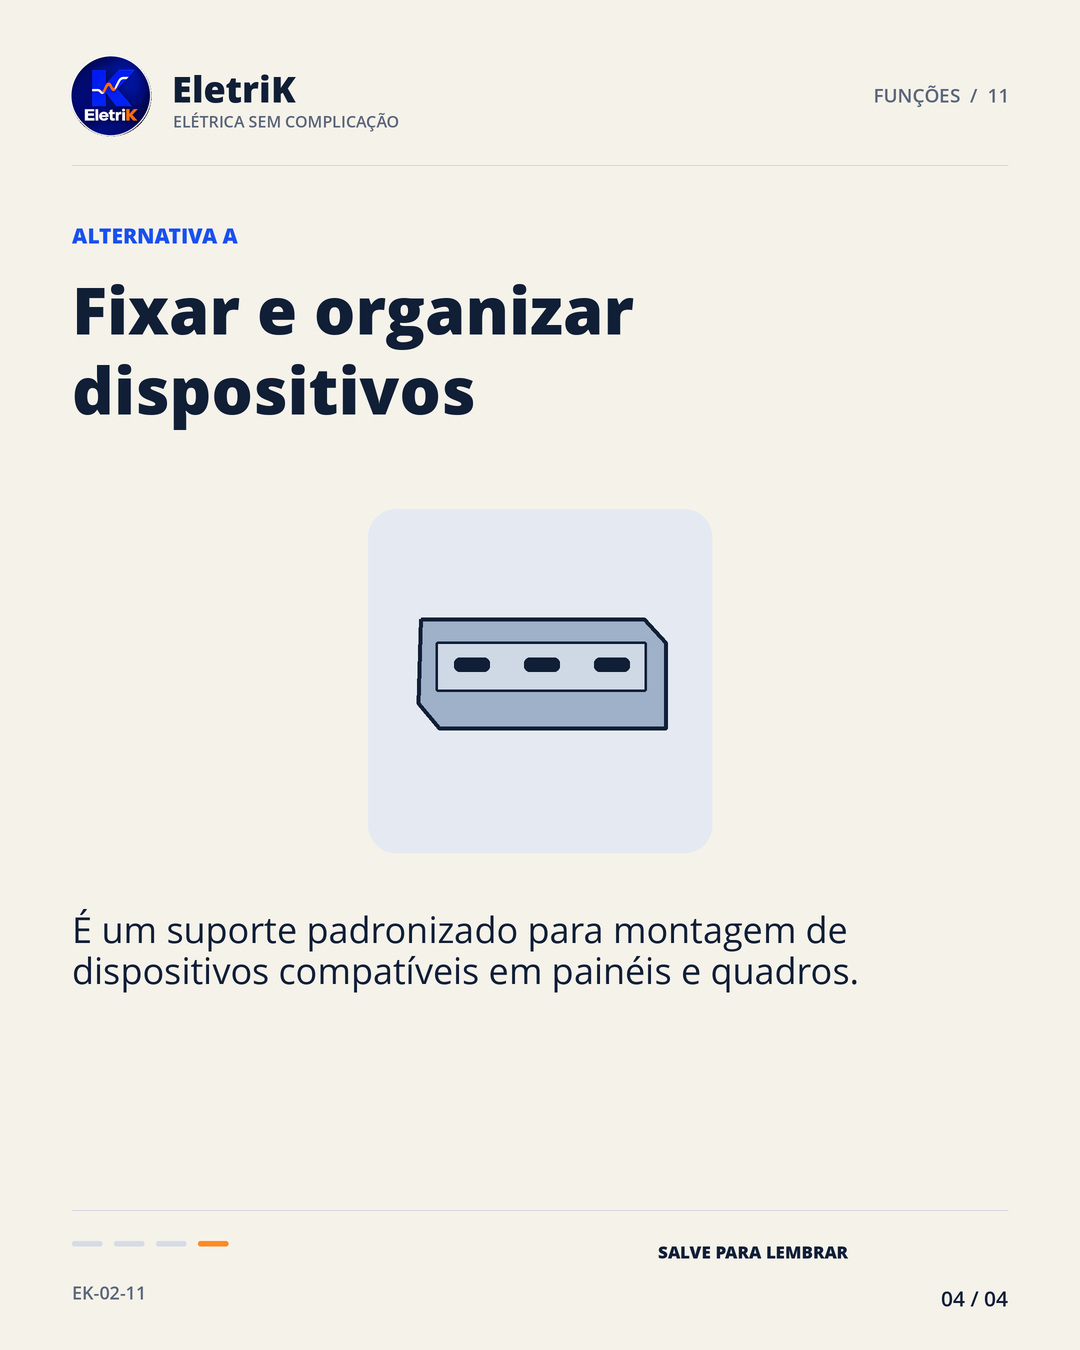 EletriK
EletriK
ELÉTRICA SEM COMPLICAÇÃO
FUNÇÕES / 11
ALTERNATIVA A
Fixar e organizar
dispositivos
É um suporte padronizado para montagem de
dispositivos compatíveis em painéis e quadros.
SALVE PARA LEMBRAR
EK-02-11
04 / 04